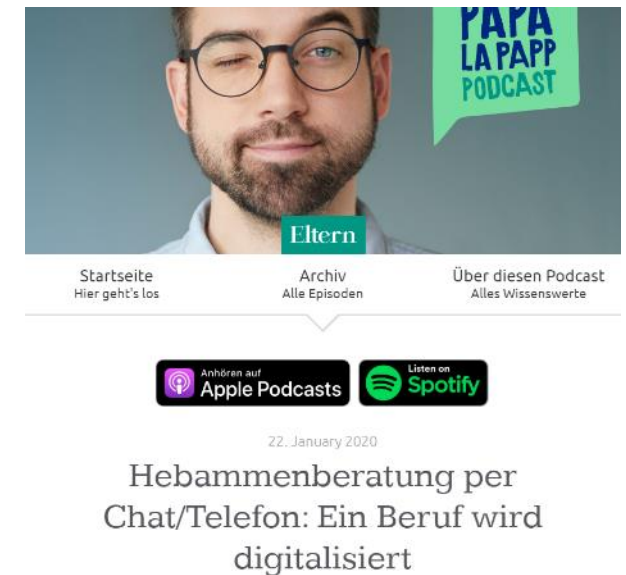 PAPA
LA PAPP
PODCAST
Eltern
Startseite
Hier geht's los
Archiv
Alle Episoden
Über diesen Podcast
Alles Wissenswerte
Anhören auf
Apple Podcasts
Listen on
Spotify
22. January 2020
Hebammenberatung per
Chat/Telefon: Ein Beruf wird
digitalisiert